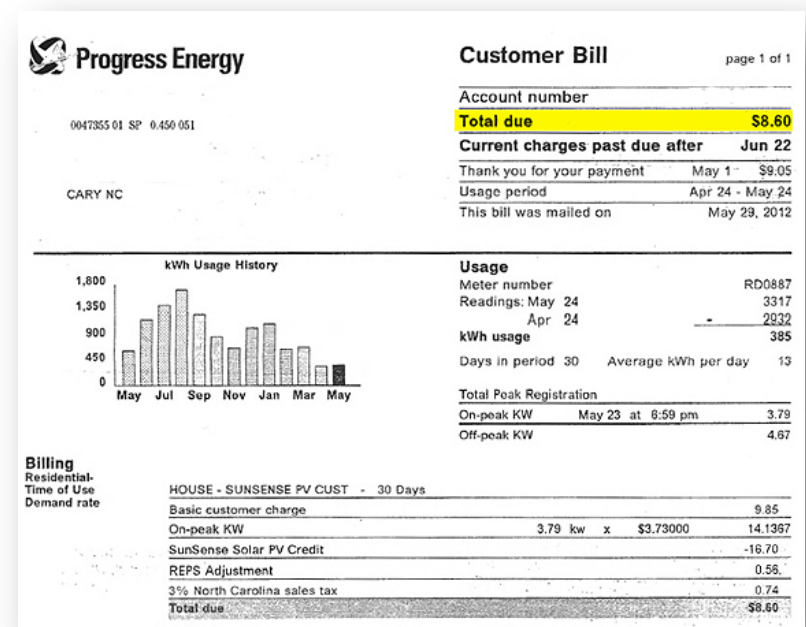 Progress Energy
Customer Bill
page 1 of 1
0047355 01 SP 0.450 051
CARY NC
Account number
Total due $8.60
Current charges past due after Jun 22
Thank you for your payment May 1 $9.05
Usage period Apr 24 - May 24
This bill was mailed on May 29, 2012
kWh Usage History
1,800
1,350
900
450
0
May Jul Sep Nov Jan Mar May
Usage
Meter number RD0887
Readings: May 24 3317
Apr 24 - 2932
kWh usage 385
Days in period 30 Average kWh per day 13
Total Peak Registration
On-peak KW May 23 at 6:59 pm 3.79
Off-peak KW 4.67
Billing
Residential-
Time of Use
Demand rate
HOUSE - SUNSENSE PV CUST - 30 Days
Basic customer charge 9.85
On-peak KW 3.79 kw x $3.73000 14.1367
SunSense Solar PV Credit -16.70
REPS Adjustment 0.56
3% North Carolina sales tax 0.74
Total due $8.60